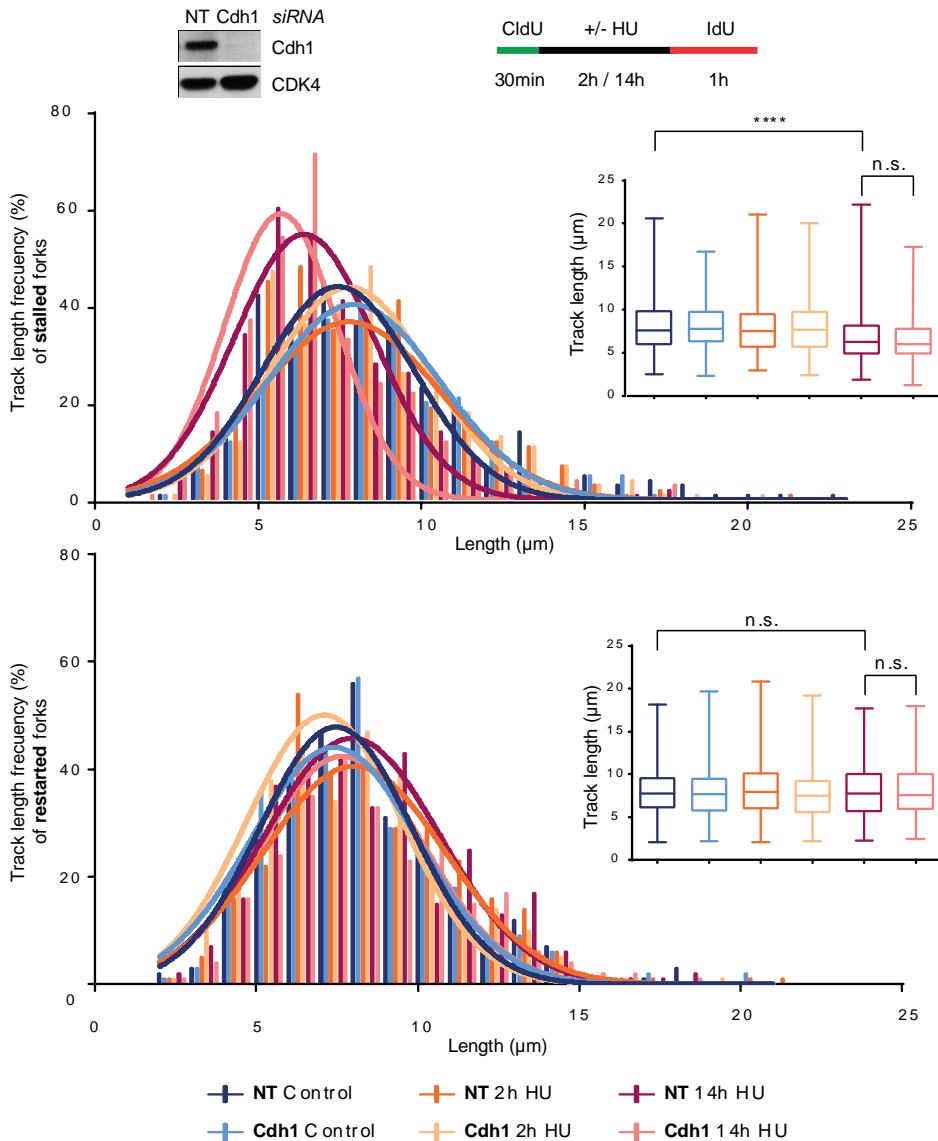 NT Cdh1 siRNA
Cdh1
CDK4
CldU +/- HU IdU
30min 2h / 14h 1h
Track length frecuency (%)
of stalled forks
80
60
40
20
0
0 5 10 15 20 25
Length (µm)
****
n.s.
Track length (µm)
25
20
15
10
5
0
Track length frecuency (%)
of restarted forks
80
60
40
20
0
0 5 10 15 20 25
Length (µm)
n.s.
n.s.
Track length (µm)
25
20
15
10
5
0
NT Control NT 2h HU NT 14h HU
Cdh1 Control Cdh1 2h HU Cdh1 14h HU